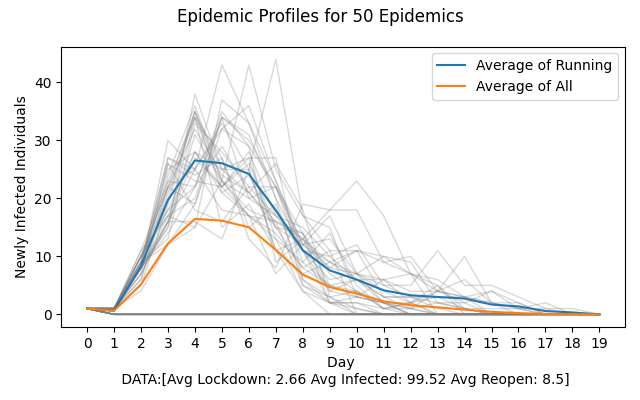 Epidemic Profiles for 50 Epidemics
Average of Running
Average of All
Newly Infected Individuals
40
30
20
10
0
0 1 2 3 4 5 6 7 8 9 10 11 12 13 14 15 16 17 18 19
Day
DATA:[Avg Lockdown: 2.66 Avg Infected: 99.52 Avg Reopen: 8.5]